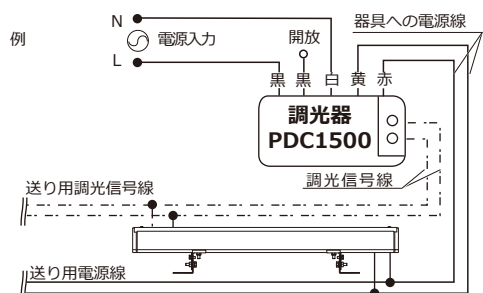 例
N
電源入力
L
開放
器具への電源線
黒 黒 白 黄 赤
調光器
PDC1500
調光信号線
送り用調光信号線
送り用電源線